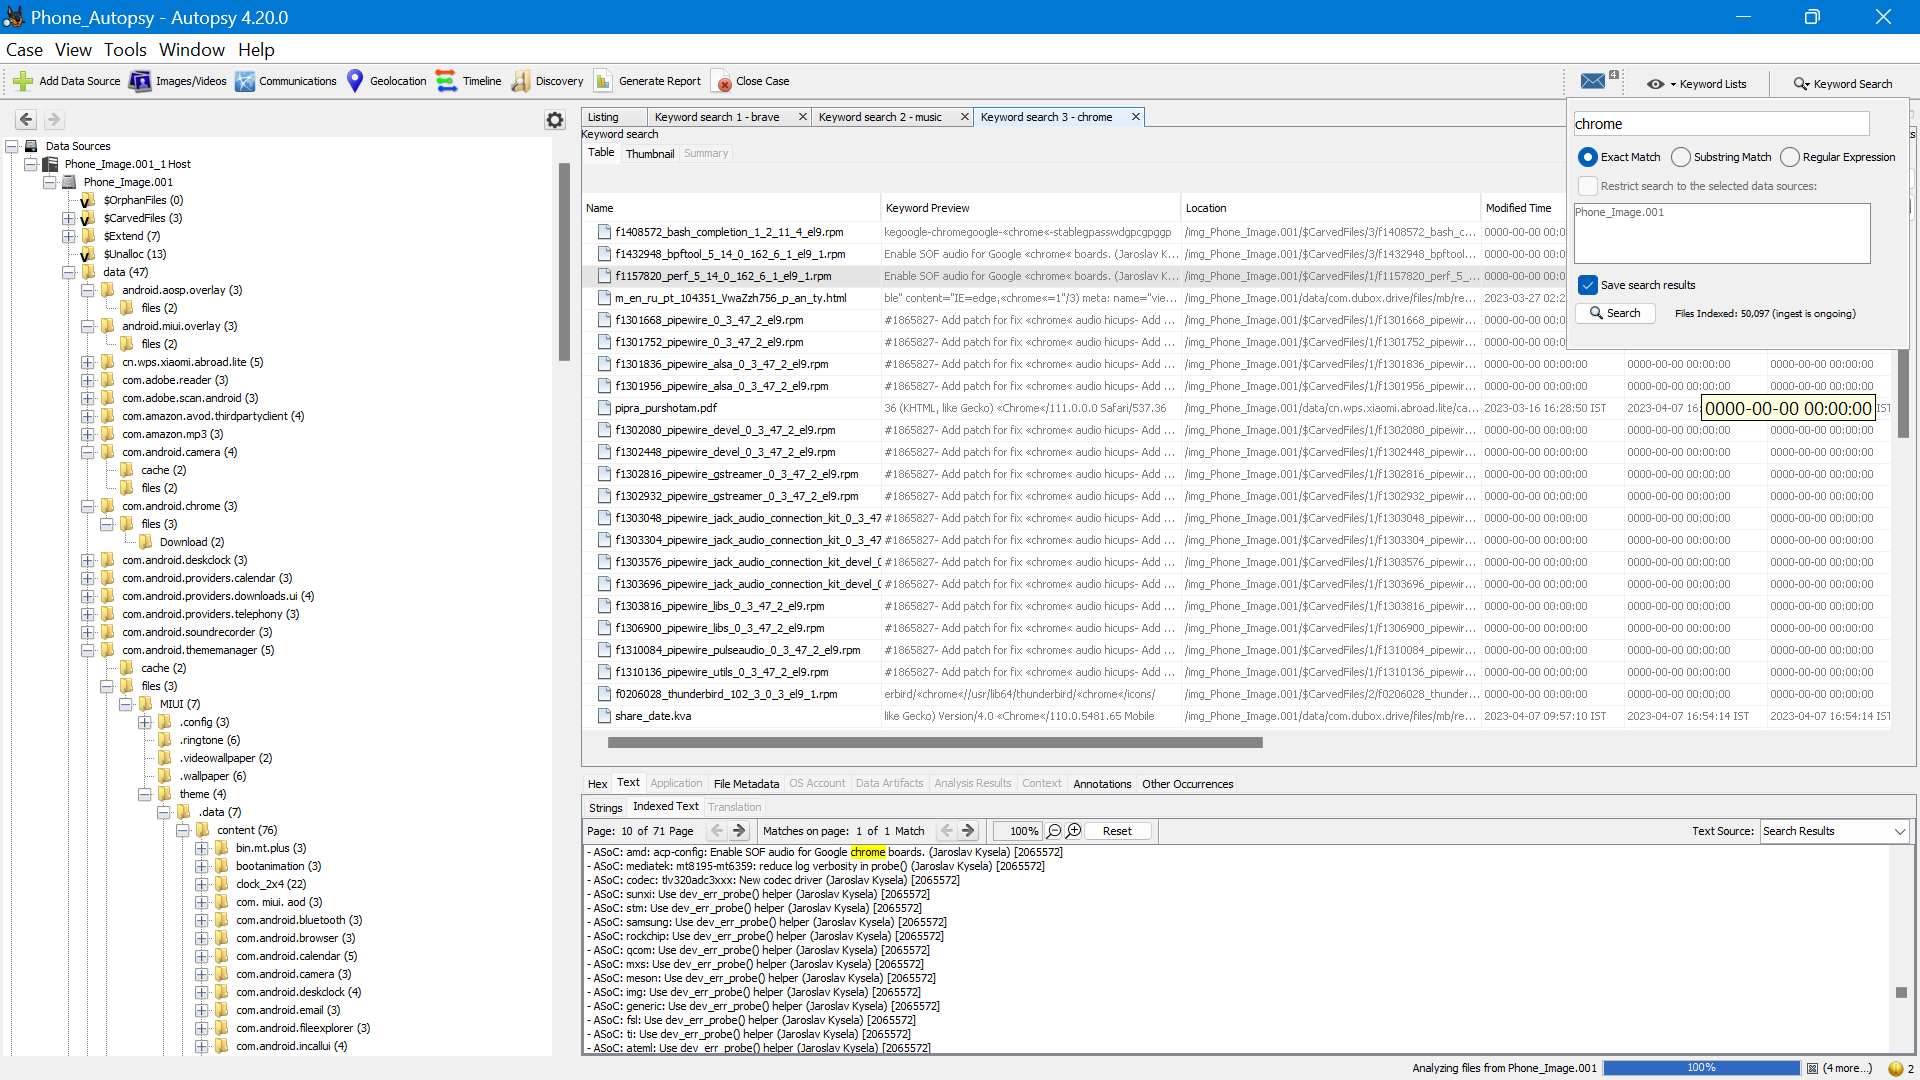 Phone_Autopsy - Autopsy 4.20.0
Case View Tools Window Help
Add Data Source Images/Videos Communications Geolocation Timeline Discovery Generate Report Close Case 4 Keyword Lists Keyword Search
Data Sources
Phone_Image.001_1 Host
Phone_Image.001
$OrphanFiles (0)
$CarvedFiles (3)
$Extend (7)
$Unalloc (13)
data (47)
android.aosp.overlay (3)
files (2)
android.miui.overlay (3)
files (2)
cn.wps.xiaomi.abroad.lite (5)
com.adobe.reader (3)
com.adobe.scan.android (3)
com.amazon.avod.thirdpartyclient (4)
com.amazon.mp3 (3)
com.android.camera (4)
cache (2)
files (2)
com.android.chrome (3)
files (3)
Download (2)
com.android.deskclock (3)
com.android.providers.calendar (3)
com.android.providers.downloads.ui (4)
com.android.providers.telephony (3)
com.android.soundrecorder (3)
com.android.thememanager (5)
cache (2)
files (3)
MIUI (7)
.config (3)
.ringtone (6)
.videowallpaper (2)
.wallpaper (6)
theme (4)
.data (7)
content (76)
bin.mt.plus (3)
bootanimation (3)
clock_2x4 (22)
com. miui. aod (3)
com.android.bluetooth (3)
com.android.browser (3)
com.android.calendar (5)
com.android.camera (3)
com.android.deskclock (4)
com.android.email (3)
com.android.fileexplorer (3)
com.android.incallui (4)
Listing Keyword search 1 - brave Keyword search 2 - music Keyword search 3 - chrome
Keyword search
Table Thumbnail Summary
Name Keyword Preview Location Modified Time
f1408572_bash_completion_1_2_11_4_el9.rpm kegoogle-chromegoogle-«chrome«-stablegpasswdgpcgpggp /img_Phone_Image.001/$CarvedFiles/3/f1408572_bash_c... 0000-00-00 00:0
f1432948_bpftool_5_14_0_162_6_1_el9_1.rpm Enable SOF audio for Google «chrome« boards. (Jaroslav K... /img_Phone_Image.001/$CarvedFiles/3/f1432948_bpftool... 0000-00-00 00:0
f1157820_perf_5_14_0_162_6_1_el9_1.rpm Enable SOF audio for Google «chrome« boards. (Jaroslav K... /img_Phone_Image.001/$CarvedFiles/1/f1157820_perf_5_... 0000-00-00 00:0
m_en_ru_pt_104351_VwaZzh756_p_an_ty.html ble" content="IE=edge,«chrome«=1"/3) meta: name="vie... /img_Phone_Image.001/data/com.dubox.drive/files/mb/re... 2023-03-27 02:2
f1301668_pipewire_0_3_47_2_el9.rpm #1865827- Add patch for fix «chrome« audio hicups- Add ... /img_Phone_Image.001/$CarvedFiles/1/f1301668_pipewir... 0000-00-00 00:0
f1301752_pipewire_0_3_47_2_el9.rpm #1865827- Add patch for fix «chrome« audio hicups- Add ... /img_Phone_Image.001/$CarvedFiles/1/f1301752_pipewir... 0000-00-00 00:0
f1301836_pipewire_alsa_0_3_47_2_el9.rpm #1865827- Add patch for fix «chrome« audio hicups- Add ... /img_Phone_Image.001/$CarvedFiles/1/f1301836_pipewir... 0000-00-00 00:00:00 0000-00-00 00:00:00 0000-00-00 00:00:00
f1301956_pipewire_alsa_0_3_47_2_el9.rpm #1865827- Add patch for fix «chrome« audio hicups- Add ... /img_Phone_Image.001/$CarvedFiles/1/f1301956_pipewir... 0000-00-00 00:00:00 0000-00-00 00:00:00 0000-00-00 00:00:00
pipra_purshotam.pdf 36 (KHTML, like Gecko) «Chrome«/111.0.0.0 Safari/537.36 /img_Phone_Image.001/data/cn.wps.xiaomi.abroad.lite/ca... 2023-03-16 16:28:50 IST 2023-04-07 16: 0000-00-00 00:00:00 IST
f1302080_pipewire_devel_0_3_47_2_el9.rpm #1865827- Add patch for fix «chrome« audio hicups- Add ... /img_Phone_Image.001/$CarvedFiles/1/f1302080_pipewir... 0000-00-00 00:00:00 0000-00-00 00:00:00 0000-00-00 00:00:00
f1302448_pipewire_devel_0_3_47_2_el9.rpm #1865827- Add patch for fix «chrome« audio hicups- Add ... /img_Phone_Image.001/$CarvedFiles/1/f1302448_pipewir... 0000-00-00 00:00:00 0000-00-00 00:00:00 0000-00-00 00:00:00
f1302816_pipewire_gstreamer_0_3_47_2_el9.rpm #1865827- Add patch for fix «chrome« audio hicups- Add ... /img_Phone_Image.001/$CarvedFiles/1/f1302816_pipewir... 0000-00-00 00:00:00 0000-00-00 00:00:00 0000-00-00 00:00:00
f1302932_pipewire_gstreamer_0_3_47_2_el9.rpm #1865827- Add patch for fix «chrome« audio hicups- Add ... /img_Phone_Image.001/$CarvedFiles/1/f1302932_pipewir... 0000-00-00 00:00:00 0000-00-00 00:00:00 0000-00-00 00:00:00
f1303048_pipewire_jack_audio_connection_kit_0_3_47 #1865827- Add patch for fix «chrome« audio hicups- Add ... /img_Phone_Image.001/$CarvedFiles/1/f1303048_pipewir... 0000-00-00 00:00:00 0000-00-00 00:00:00 0000-00-00 00:00:00
f1303304_pipewire_jack_audio_connection_kit_0_3_47 #1865827- Add patch for fix «chrome« audio hicups- Add ... /img_Phone_Image.001/$CarvedFiles/1/f1303304_pipewir... 0000-00-00 00:00:00 0000-00-00 00:00:00 0000-00-00 00:00:00
f1303576_pipewire_jack_audio_connection_kit_devel_0 #1865827- Add patch for fix «chrome« audio hicups- Add ... /img_Phone_Image.001/$CarvedFiles/1/f1303576_pipewir... 0000-00-00 00:00:00 0000-00-00 00:00:00 0000-00-00 00:00:00
f1303696_pipewire_jack_audio_connection_kit_devel_0 #1865827- Add patch for fix «chrome« audio hicups- Add ... /img_Phone_Image.001/$CarvedFiles/1/f1303696_pipewir... 0000-00-00 00:00:00 0000-00-00 00:00:00 0000-00-00 00:00:00
f1303816_pipewire_libs_0_3_47_2_el9.rpm #1865827- Add patch for fix «chrome« audio hicups- Add ... /img_Phone_Image.001/$CarvedFiles/1/f1303816_pipewir... 0000-00-00 00:00:00 0000-00-00 00:00:00 0000-00-00 00:00:00
f1306900_pipewire_libs_0_3_47_2_el9.rpm #1865827- Add patch for fix «chrome« audio hicups- Add ... /img_Phone_Image.001/$CarvedFiles/1/f1306900_pipewir... 0000-00-00 00:00:00 0000-00-00 00:00:00 0000-00-00 00:00:00
f1310084_pipewire_pulseaudio_0_3_47_2_el9.rpm #1865827- Add patch for fix «chrome« audio hicups- Add ... /img_Phone_Image.001/$CarvedFiles/1/f1310084_pipewir... 0000-00-00 00:00:00 0000-00-00 00:00:00 0000-00-00 00:00:00
f1310136_pipewire_utils_0_3_47_2_el9.rpm #1865827- Add patch for fix «chrome« audio hicups- Add ... /img_Phone_Image.001/$CarvedFiles/1/f1310136_pipewir... 0000-00-00 00:00:00 0000-00-00 00:00:00 0000-00-00 00:00:00
f0206028_thunderbird_102_3_0_3_el9_1.rpm erbird/«chrome«//usr/lib64/thunderbird/«chrome«/icons/ /img_Phone_Image.001/$CarvedFiles/2/f0206028_thunder... 0000-00-00 00:00:00 0000-00-00 00:00:00 0000-00-00 00:00:00
share_date.kva like Gecko) Version/4.0 «Chrome«/110.0.5481.65 Mobile /img_Phone_Image.001/data/com.dubox.drive/files/mb/re... 2023-04-07 09:57:10 IST 2023-04-07 16:54:14 IST 2023-04-07 16:54:14 IST
chrome
Exact Match Substring Match Regular Expression
Restrict search to the selected data sources:
Phone_Image.001
Save search results
Search Files Indexed: 50,097 (ingest is ongoing)
Hex Text Application File Metadata OS Account Data Artifacts Analysis Results Context Annotations Other Occurrences
Strings Indexed Text Translation
Page: 10 of 71 Page Matches on page: 1 of 1 Match 100% Reset Text Source: Search Results
- ASoC: amd: acp-config: Enable SOF audio for Google chrome boards. (Jaroslav Kysela) [2065572]
- ASoC: mediatek: mt8195-mt6359: reduce log verbosity in probe() (Jaroslav Kysela) [2065572]
- ASoC: codec: tlv320adc3xxx: New codec driver (Jaroslav Kysela) [2065572]
- ASoC: sunxi: Use dev_err_probe() helper (Jaroslav Kysela) [2065572]
- ASoC: stm: Use dev_err_probe() helper (Jaroslav Kysela) [2065572]
- ASoC: samsung: Use dev_err_probe() helper (Jaroslav Kysela) [2065572]
- ASoC: rockchip: Use dev_err_probe() helper (Jaroslav Kysela) [2065572]
- ASoC: qcom: Use dev_err_probe() helper (Jaroslav Kysela) [2065572]
- ASoC: mxs: Use dev_err_probe() helper (Jaroslav Kysela) [2065572]
- ASoC: meson: Use dev_err_probe() helper (Jaroslav Kysela) [2065572]
- ASoC: img: Use dev_err_probe() helper (Jaroslav Kysela) [2065572]
- ASoC: generic: Use dev_err_probe() helper (Jaroslav Kysela) [2065572]
- ASoC: fsl: Use dev_err_probe() helper (Jaroslav Kysela) [2065572]
- ASoC: ti: Use dev_err_probe() helper (Jaroslav Kysela) [2065572]
- ASoC: ateml: Use dev_err_probe() helper (Jaroslav Kysela) [2065572]
Analyzing files from Phone_Image.001 100% (4 more...) 2